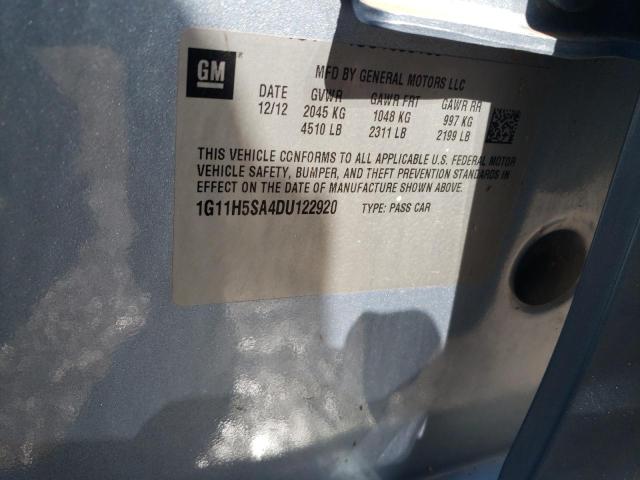 GM
MFD BY GENERAL MOTORS LLC
DATE GVWR GAWR FRT GAWR RR
12/12 2045 KG 1048 KG 997 KG
4510 LB 2311 LB 2199 LB
THIS VEHICLE CONFORMS TO ALL APPLICABLE U.S. FEDERAL MOTOR
VEHICLE SAFETY, BUMPER, AND THEFT PREVENTION STANDARDS IN
EFFECT ON THE DATE OF MANUFACTURE SHOWN ABOVE.
1G11H5SA4DU122920 TYPE: PASS CAR